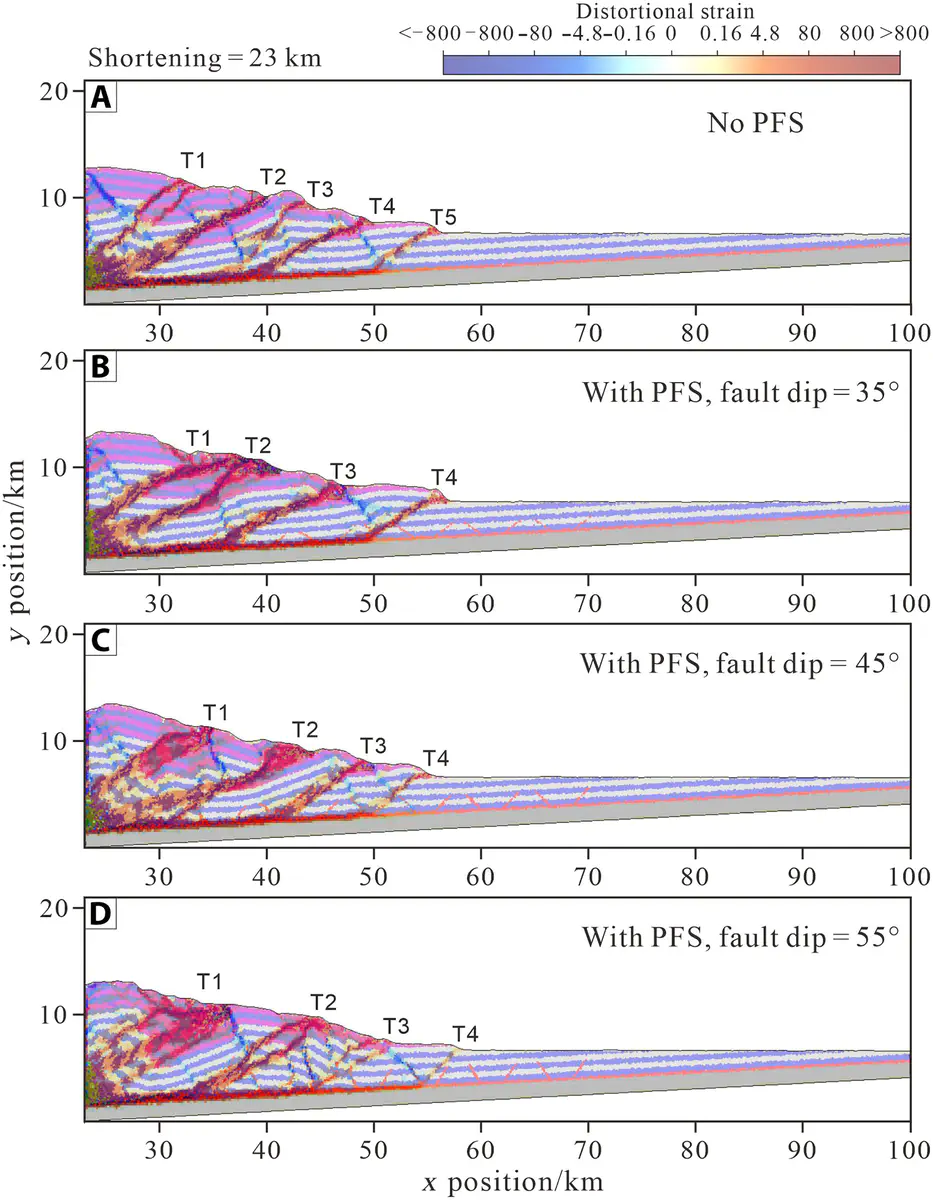 Distortional strain
<−800 −800 −80 −4.8 −0.16 0 0.16 4.8 80 800 >800
Shortening = 23 km
A
No PFS
20
10
T1 T2 T3 T4 T5
30 40 50 60 70 80 90 100
B
With PFS, fault dip = 35°
20
10
T1 T2 T3 T4
30 40 50 60 70 80 90 100
y position/km
C
With PFS, fault dip = 45°
20
10
T1 T2 T3 T4
30 40 50 60 70 80 90 100
D
With PFS, fault dip = 55°
20
10
T1 T2 T3 T4
30 40 50 60 70 80 90 100
x position/km